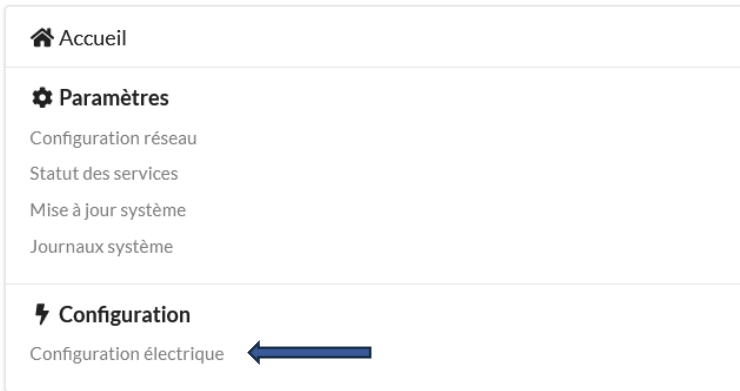 Accueil
Paramètres
Configuration réseau
Statut des services
Mise à jour système
Journaux système
Configuration
Configuration électrique